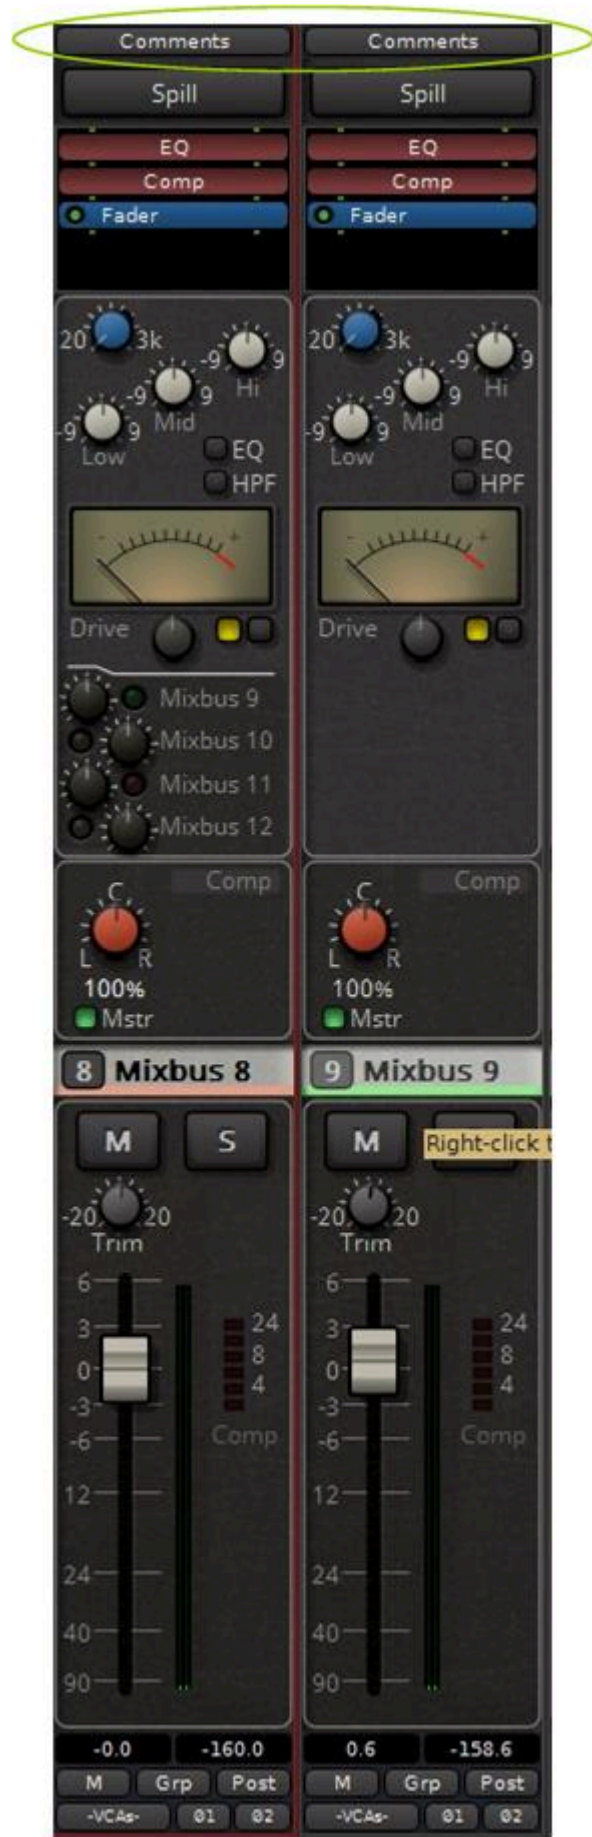 Comments Comments
Spill Spill
EQ EQ
Comp Comp
Fader Fader
20 3k -9 9 20 3k -9 9
Hi Hi
-9 9 -9 9
Mid Mid
-9 9 -9 9
Low Low
EQ EQ
HPF HPF
- + - +
Drive Drive
Mixbus 9
Mixbus 10
Mixbus 11
Mixbus 12
Comp Comp
C C
L R L R
100% 100%
Mstr Mstr
8 Mixbus 8 9 Mixbus 9
M S M Right-click
-20 20 -20 20
Trim Trim
6 6
3 24 3 24
0 8 0 8
4 4
-3 -3
-6 Comp -6 Comp
12 12
24 24
40 40
90 90
-0.0 -160.0 0.6 -158.6
M Grp Post M Grp Post
-VCAs- 01 02 -VCAs- 01 02